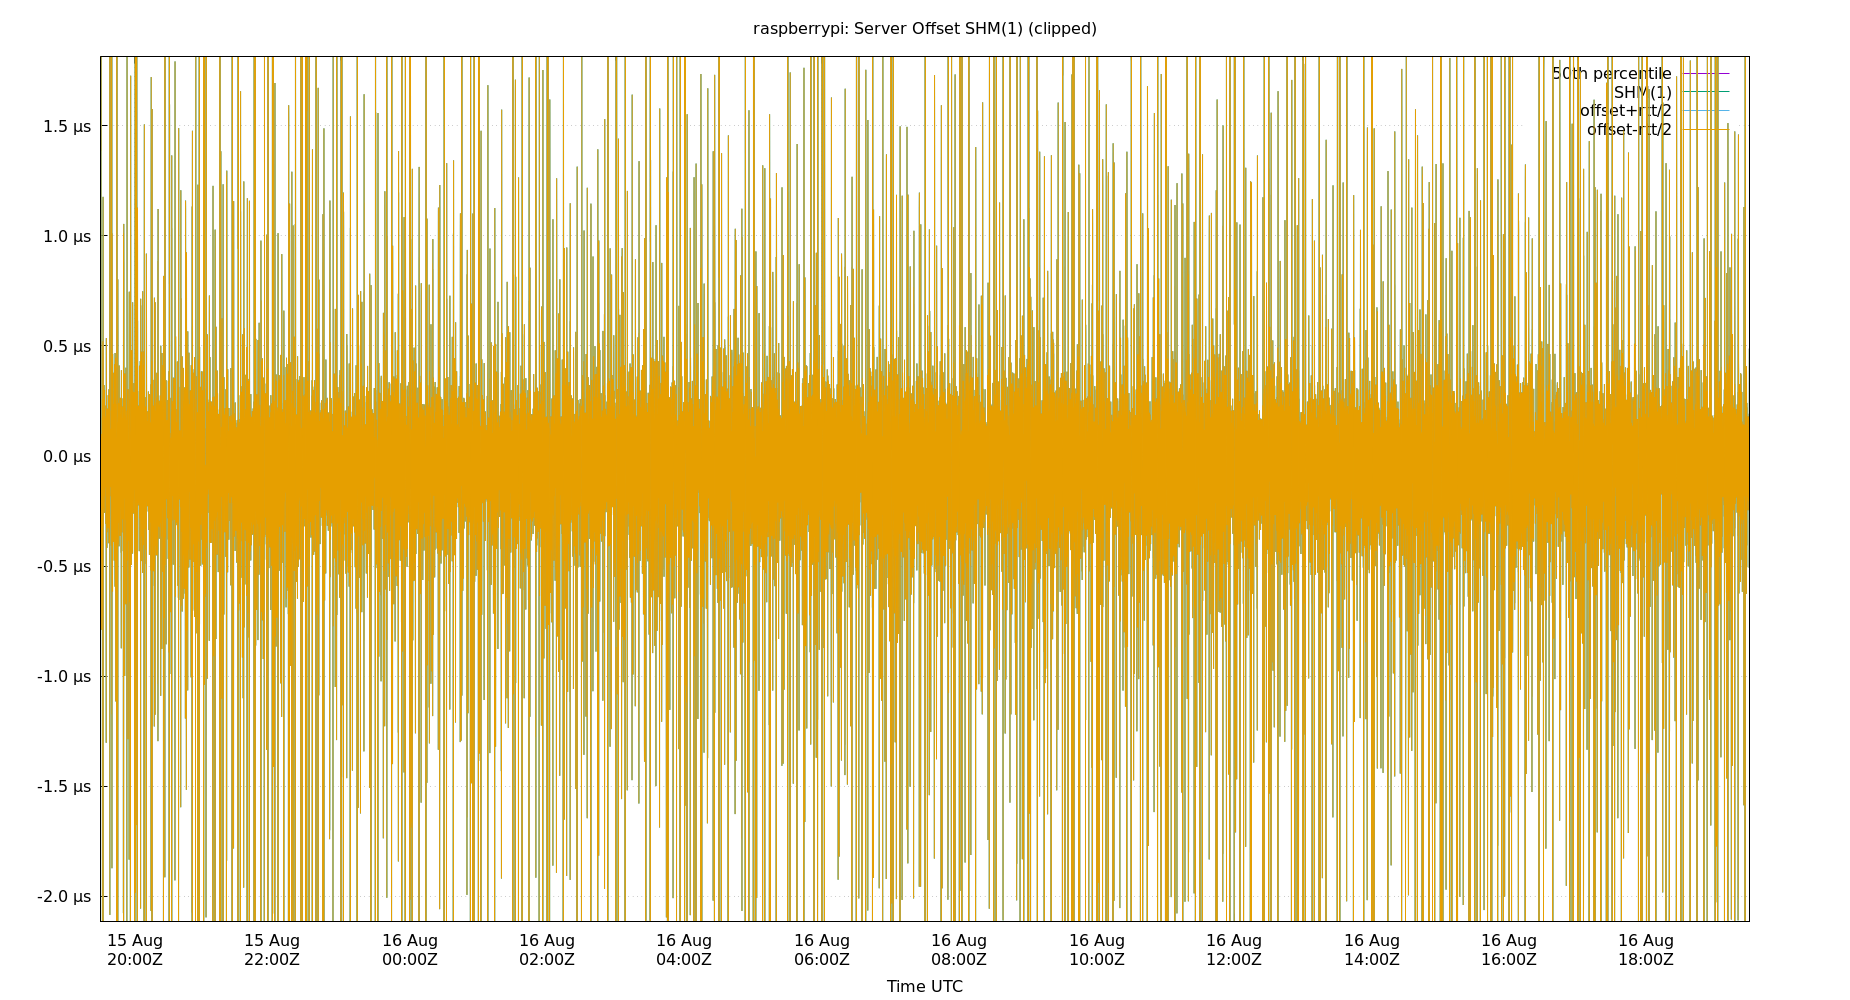 raspberrypi: Server Offset SHM(1) (clipped)
50th percentile
SHM(1)
offset+rtt/2
offset-rtt/2
1.5 µs
1.0 µs
0.5 µs
0.0 µs
-0.5 µs
-1.0 µs
-1.5 µs
-2.0 µs
15 Aug 15 Aug 16 Aug 16 Aug 16 Aug 16 Aug 16 Aug 16 Aug 16 Aug 16 Aug 16 Aug 16 Aug
20:00Z 22:00Z 00:00Z 02:00Z 04:00Z 06:00Z 08:00Z 10:00Z 12:00Z 14:00Z 16:00Z 18:00Z
Time UTC